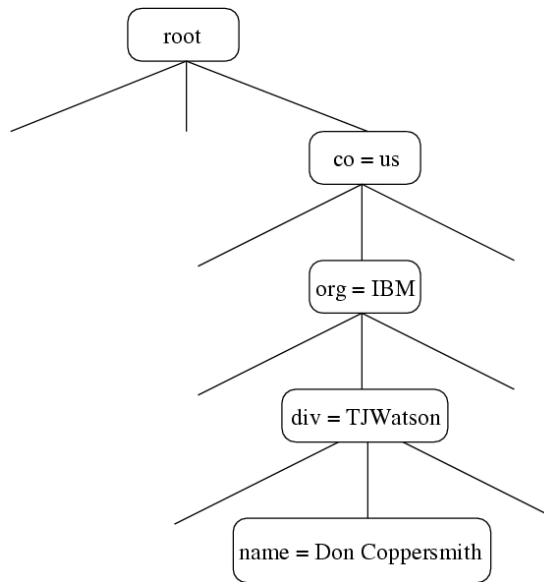 root
co = us
org = IBM
div = TJWatson
name = Don Coppersmith